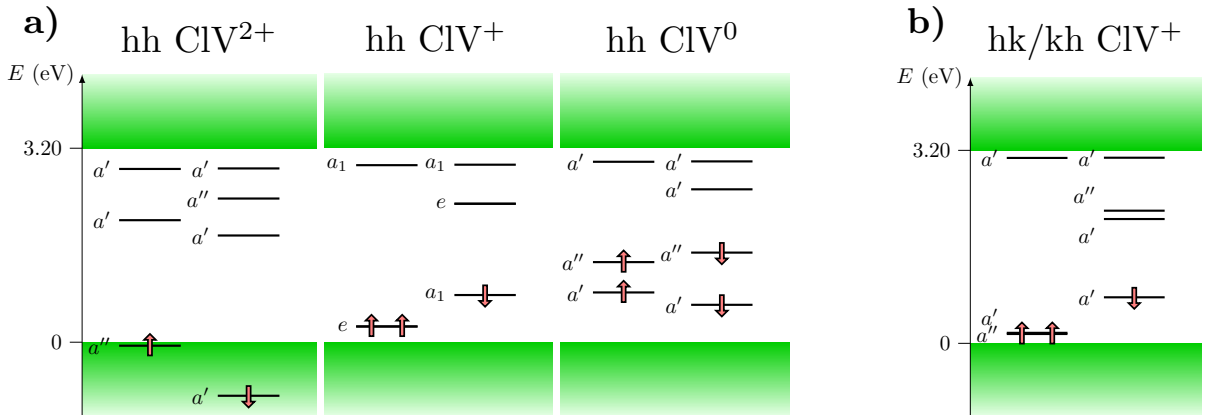 a)
hh ClV²⁺
hh ClV⁺
hh ClV⁰
E (eV)
3.20
0
a′
a′
a′
a″
a′
a″
a′
a₁
a₁
e
a₁
e
a′
a′
a′
a″
a″
a′
a′
b)
hk/kh ClV⁺
E (eV)
3.20
0
a′
a′
a″
a′
a′
a′
a″